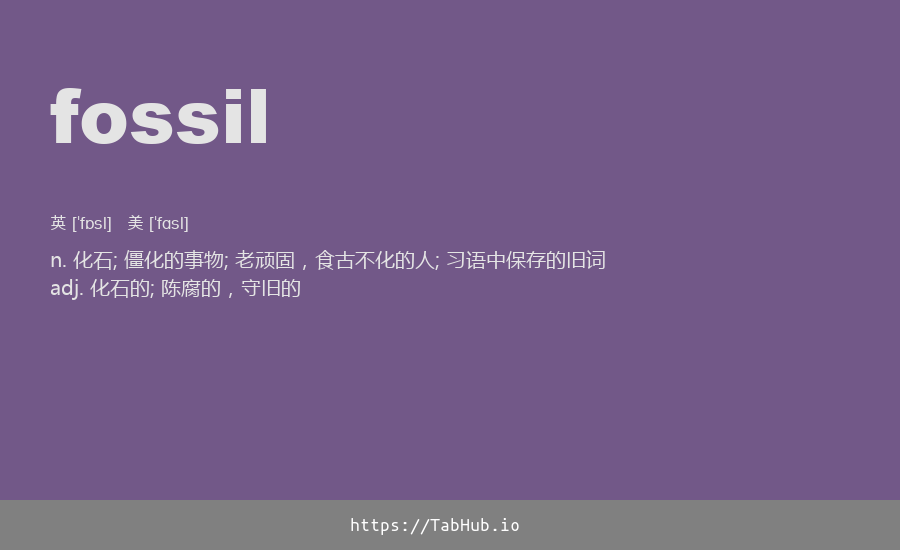 fossil
英 [ˈfɒsl] 美 [ˈfɑsl]
n. 化石; 僵化的事物; 老顽固，食古不化的人; 习语中保存的旧词
adj. 化石的; 陈腐的，守旧的
https://TabHub.io